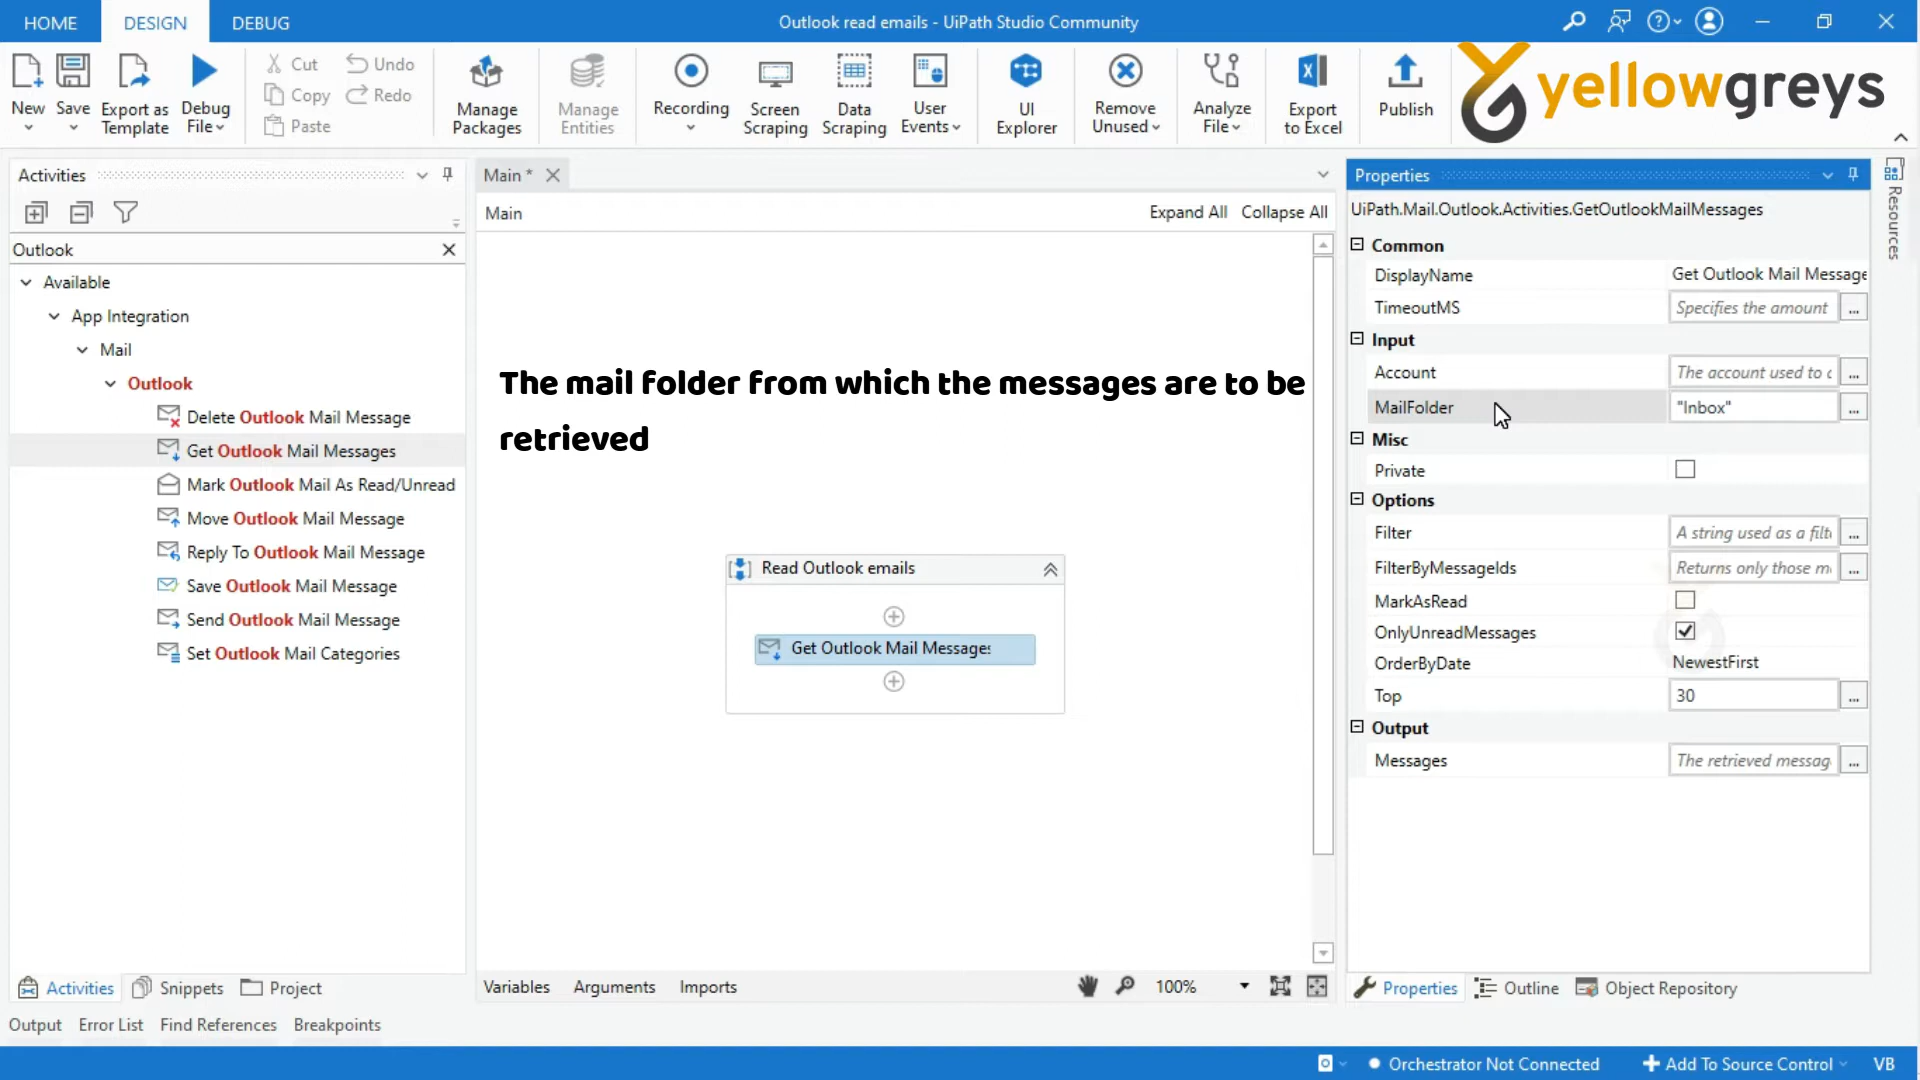 HOME DESIGN DEBUG
Outlook read emails - UiPath Studio Community
New
Save
Export as
Template
Debug
File
Cut
Copy
Paste
Undo
Redo
Manage
Packages
Manage
Entities
Recording
Screen
Scraping
Data
Scraping
User
Events
UI
Explorer
Remove
Unused
Analyze
File
Export
to Excel
Publish
yellowgreys
Activities
Outlook
Available
App Integration
Mail
Outlook
Delete Outlook Mail Message
Get Outlook Mail Messages
Mark Outlook Mail As Read/Unread
Move Outlook Mail Message
Reply To Outlook Mail Message
Save Outlook Mail Message
Send Outlook Mail Message
Set Outlook Mail Categories
Main *
Main
Expand All Collapse All
The mail folder from which the messages are to be
retrieved
Read Outlook emails
Get Outlook Mail Messages
Properties
UiPath.Mail.Outlook.Activities.GetOutlookMailMessages
Common
DisplayName Get Outlook Mail Message
TimeoutMS Specifies the amount ...
Input
Account The account used to ...
MailFolder "Inbox" ...
Misc
Private
Options
Filter A string used as a ...
FilterByMessageIds Returns only those ...
MarkAsRead
OnlyUnreadMessages
OrderByDate NewestFirst
Top 30 ...
Output
Messages The retrieved messag ...
Resources
Activities Snippets Project
Variables Arguments Imports
100%
Properties Outline Object Repository
Output Error List Find References Breakpoints
Orchestrator Not Connected Add To Source Control VB